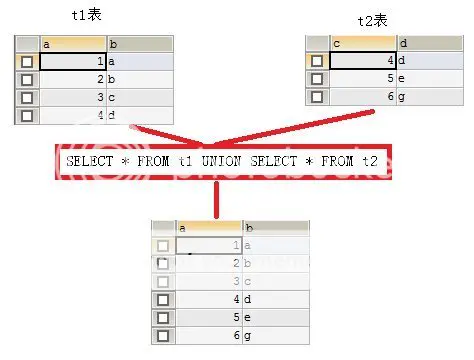 t1表
t2表
a b
1 a
2 b
3 c
4 d
c d
4 d
5 e
6 g
SELECT * FROM t1 UNION SELECT * FROM t2
a b
1 a
2 b
3 c
4 d
5 e
6 g